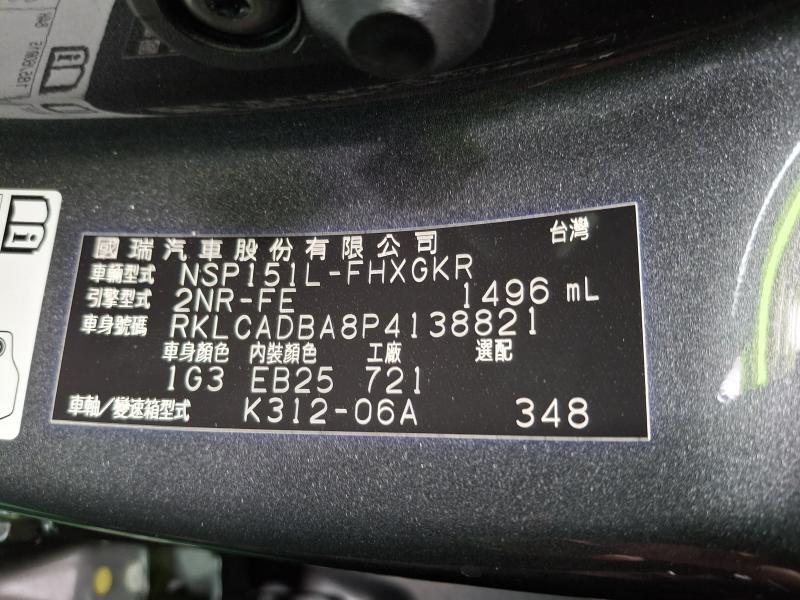 國瑞汽車股份有限公司 台灣
車輛型式 NSP151L-FHXGKR
引擎型式 2NR-FE 1496 mL
車身號碼 RKLCADBA8P4138821
車身顏色 內裝顏色 工廠 選配
1G3 EB25 721
車軸/變速箱型式 K312-06A 348